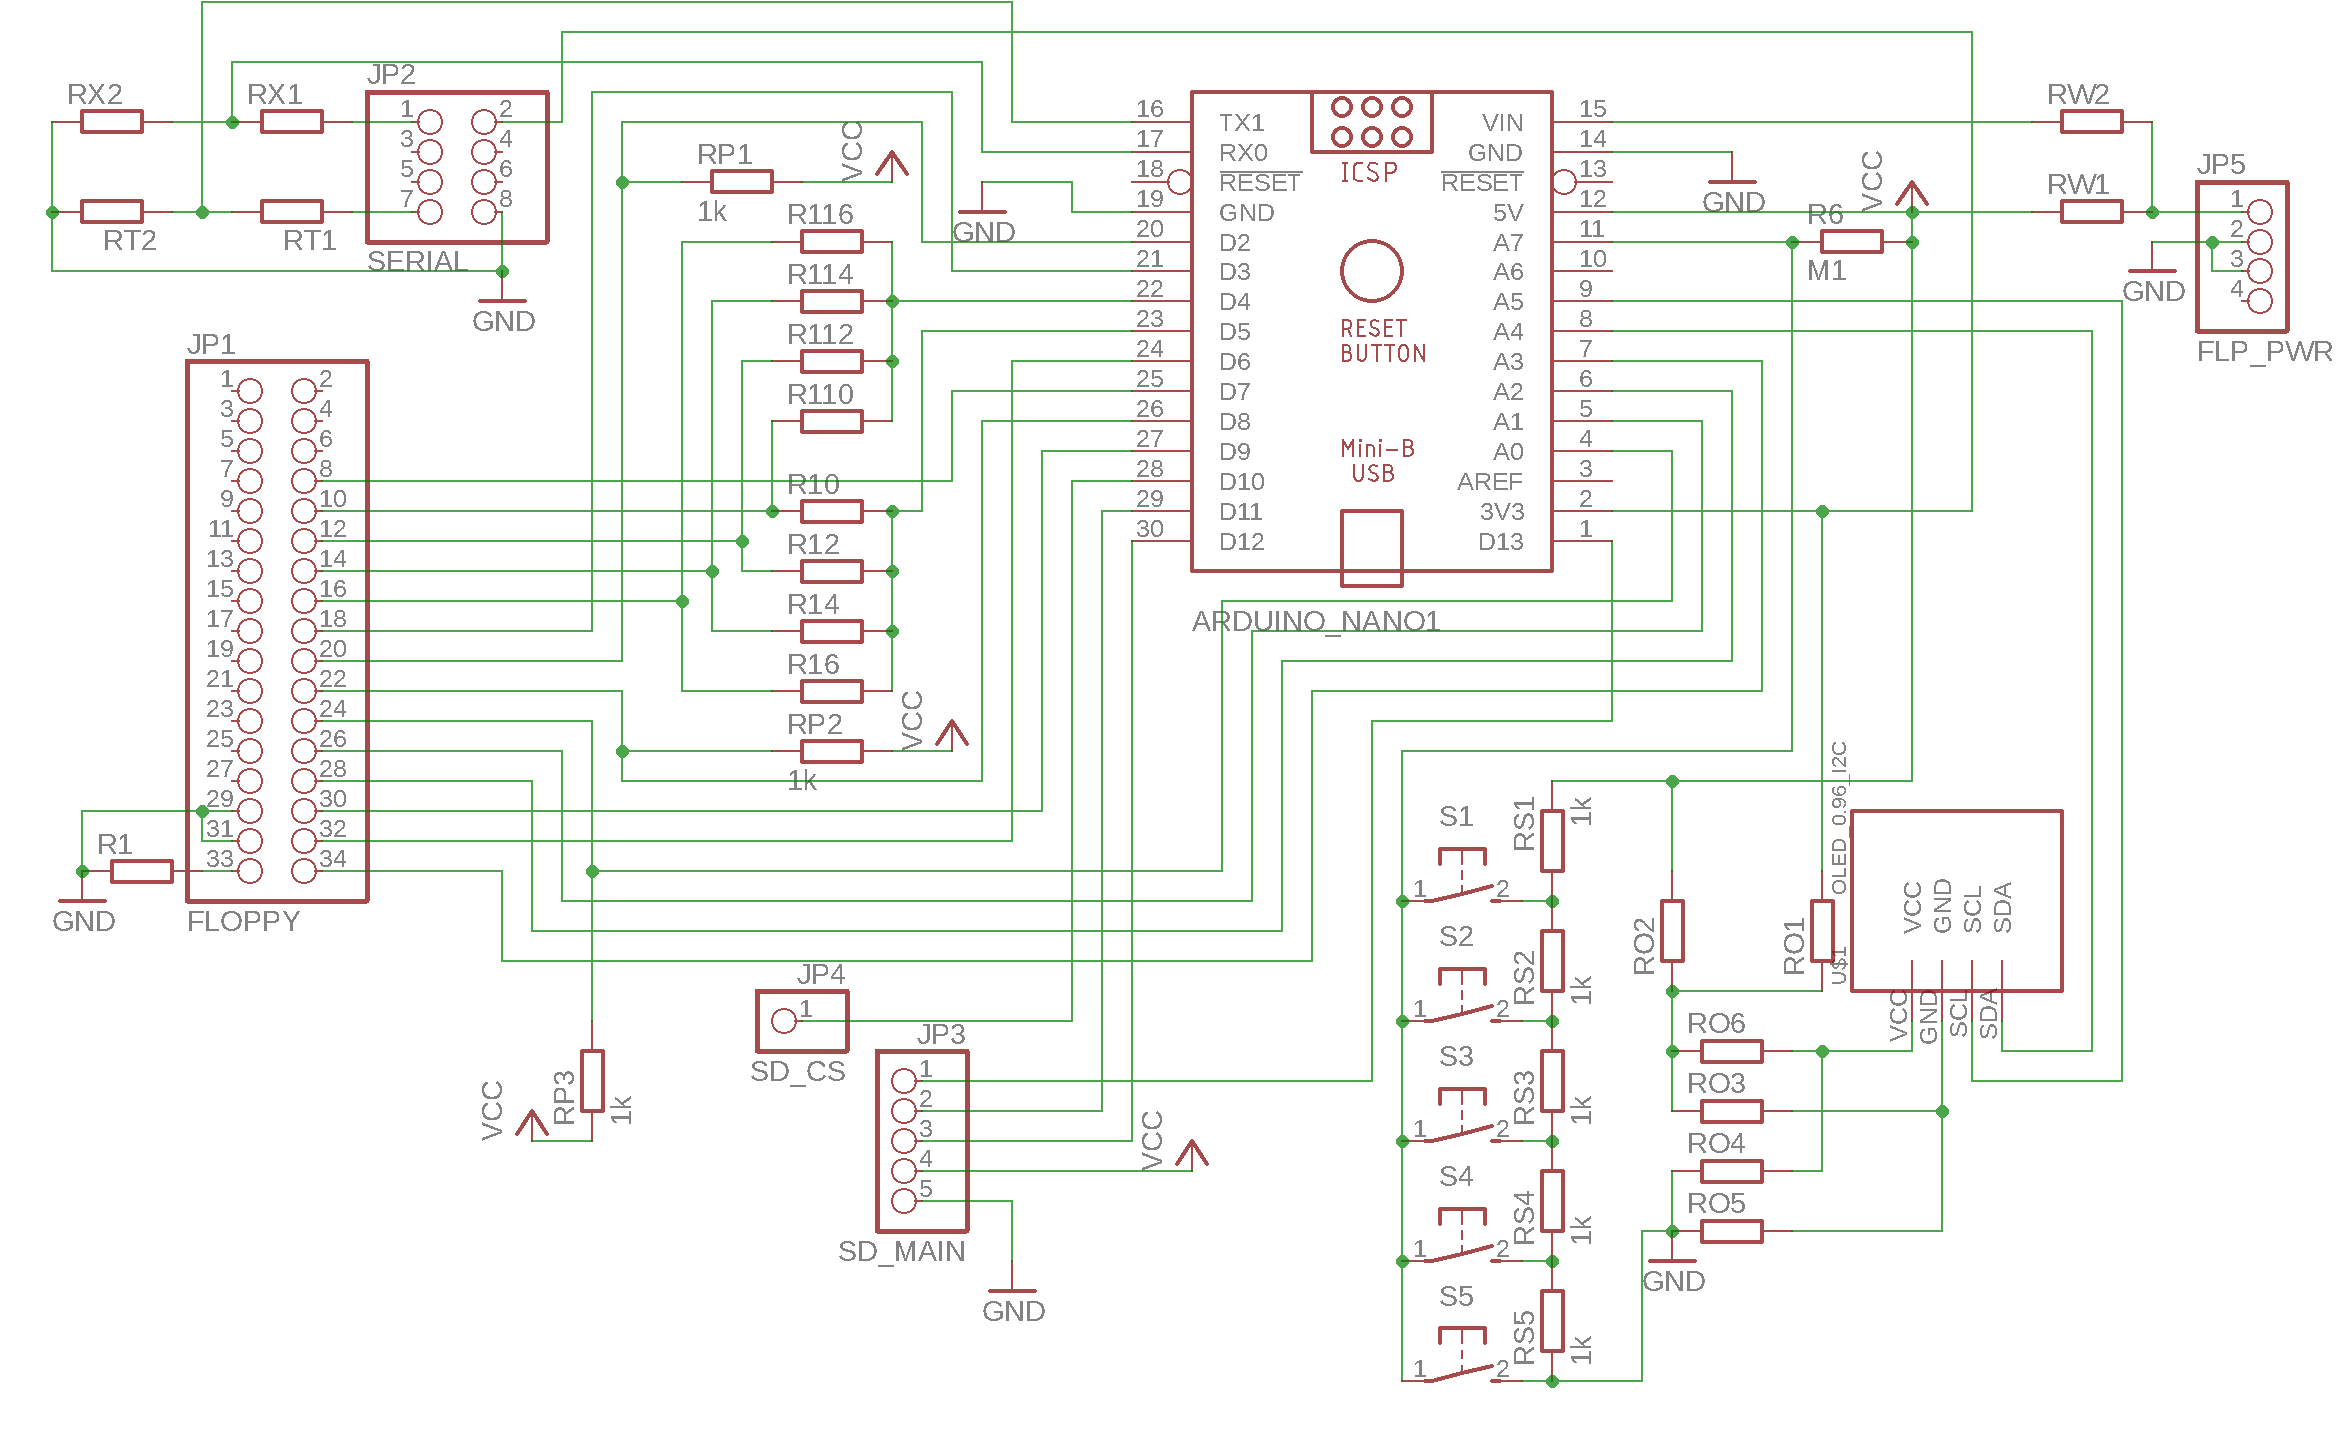 RX2
RX1
JP2
1 2
3 4
5 6
7 8
RT2
RT1
SERIAL
GND
RP1
1k
VCC
R116
R114
R112
R110
R10
R12
R14
R16
RP2
1k
VCC
GND
16 TX1
17 RX0
18 RESET
19 GND
20 D2
21 D3
22 D4
23 D5
24 D6
25 D7
26 D8
27 D9
28 D10
29 D11
30 D12
ICSP
RESET
BUTTON
Mini-B
USB
VIN 15
GND 14
RESET 13
5V 12
A7 11
A6 10
A5 9
A4 8
A3 7
A2 6
A1 5
A0 4
AREF 3
3V3 2
D13 1
ARDUINO_NANO1
GND
VCC
R6
M1
RW2
RW1
JP5
1
2
3
4
GND
FLP_PWR
JP1
1 2
3 4
5 6
7 8
9 10
11 12
13 14
15 16
17 18
19 20
21 22
23 24
25 26
27 28
29 30
31 32
33 34
R1
GND
FLOPPY
VCC
RP3
1k
JP4
1
SD_CS
JP3
1
2
3
4
5
SD_MAIN
VCC
GND
S1
1 2
RS1
1k
S2
1 2
RS2
1k
S3
1 2
RS3
1k
S4
1 2
RS4
1k
S5
1 2
RS5
1k
RO2
RO1
OLED_0.96_I2C
U$1
VCC
GND
SCL
SDA
VCC
GND
SCL
SDA
RO6
RO3
RO4
RO5
GND